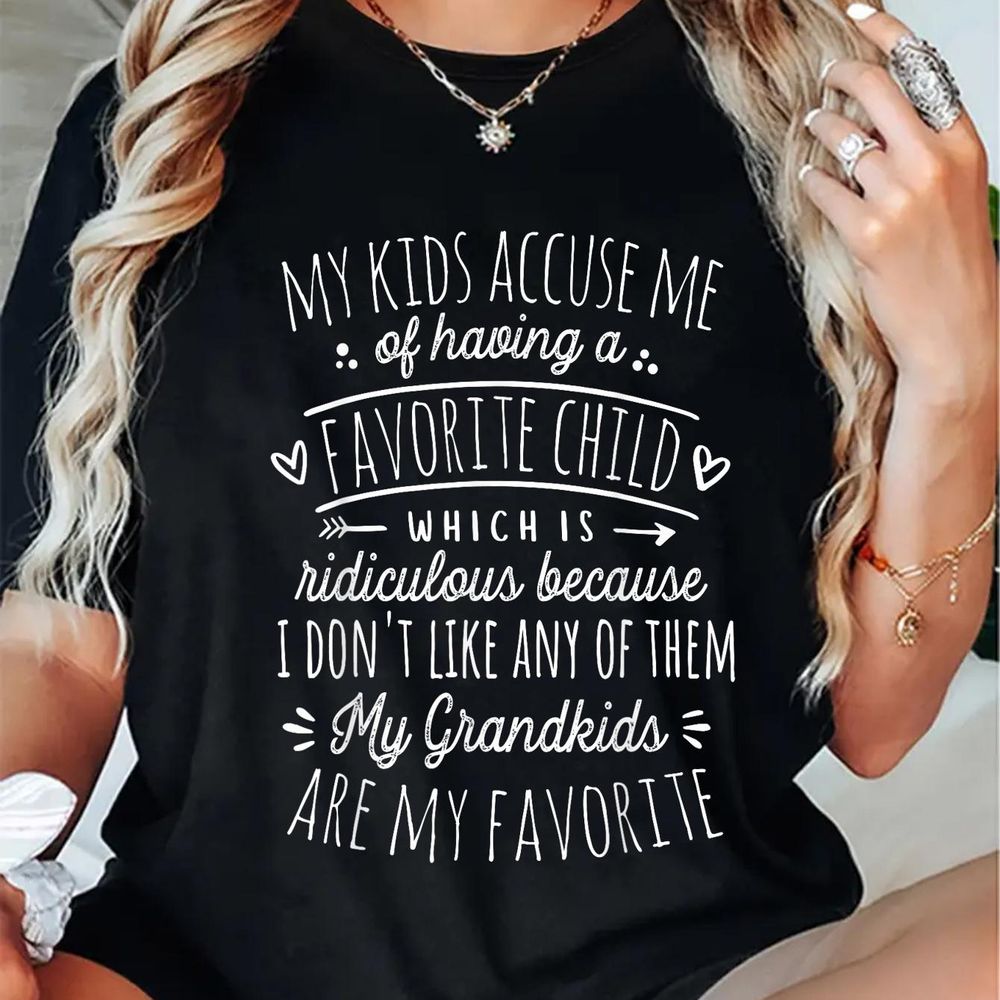 MY KIDS ACCUSE ME
of having a
FAVORITE CHILD
WHICH IS
ridiculous because
I DON'T LIKE ANY OF THEM
My Grandkids
ARE MY FAVORITE